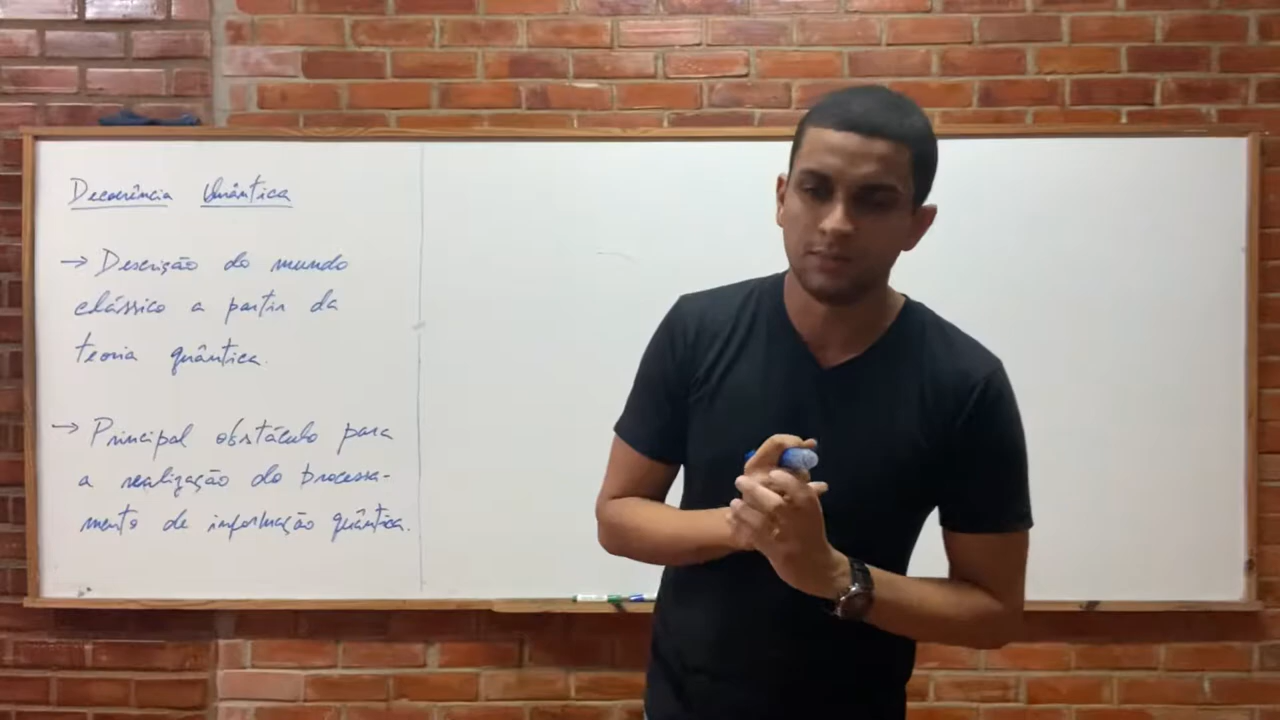 Decoerência Quântica
→ Descrição do mundo
clássico a partir da
teoria quântica.
→ Principal obstáculo para
a realização do processa-
mento de informação quântica.